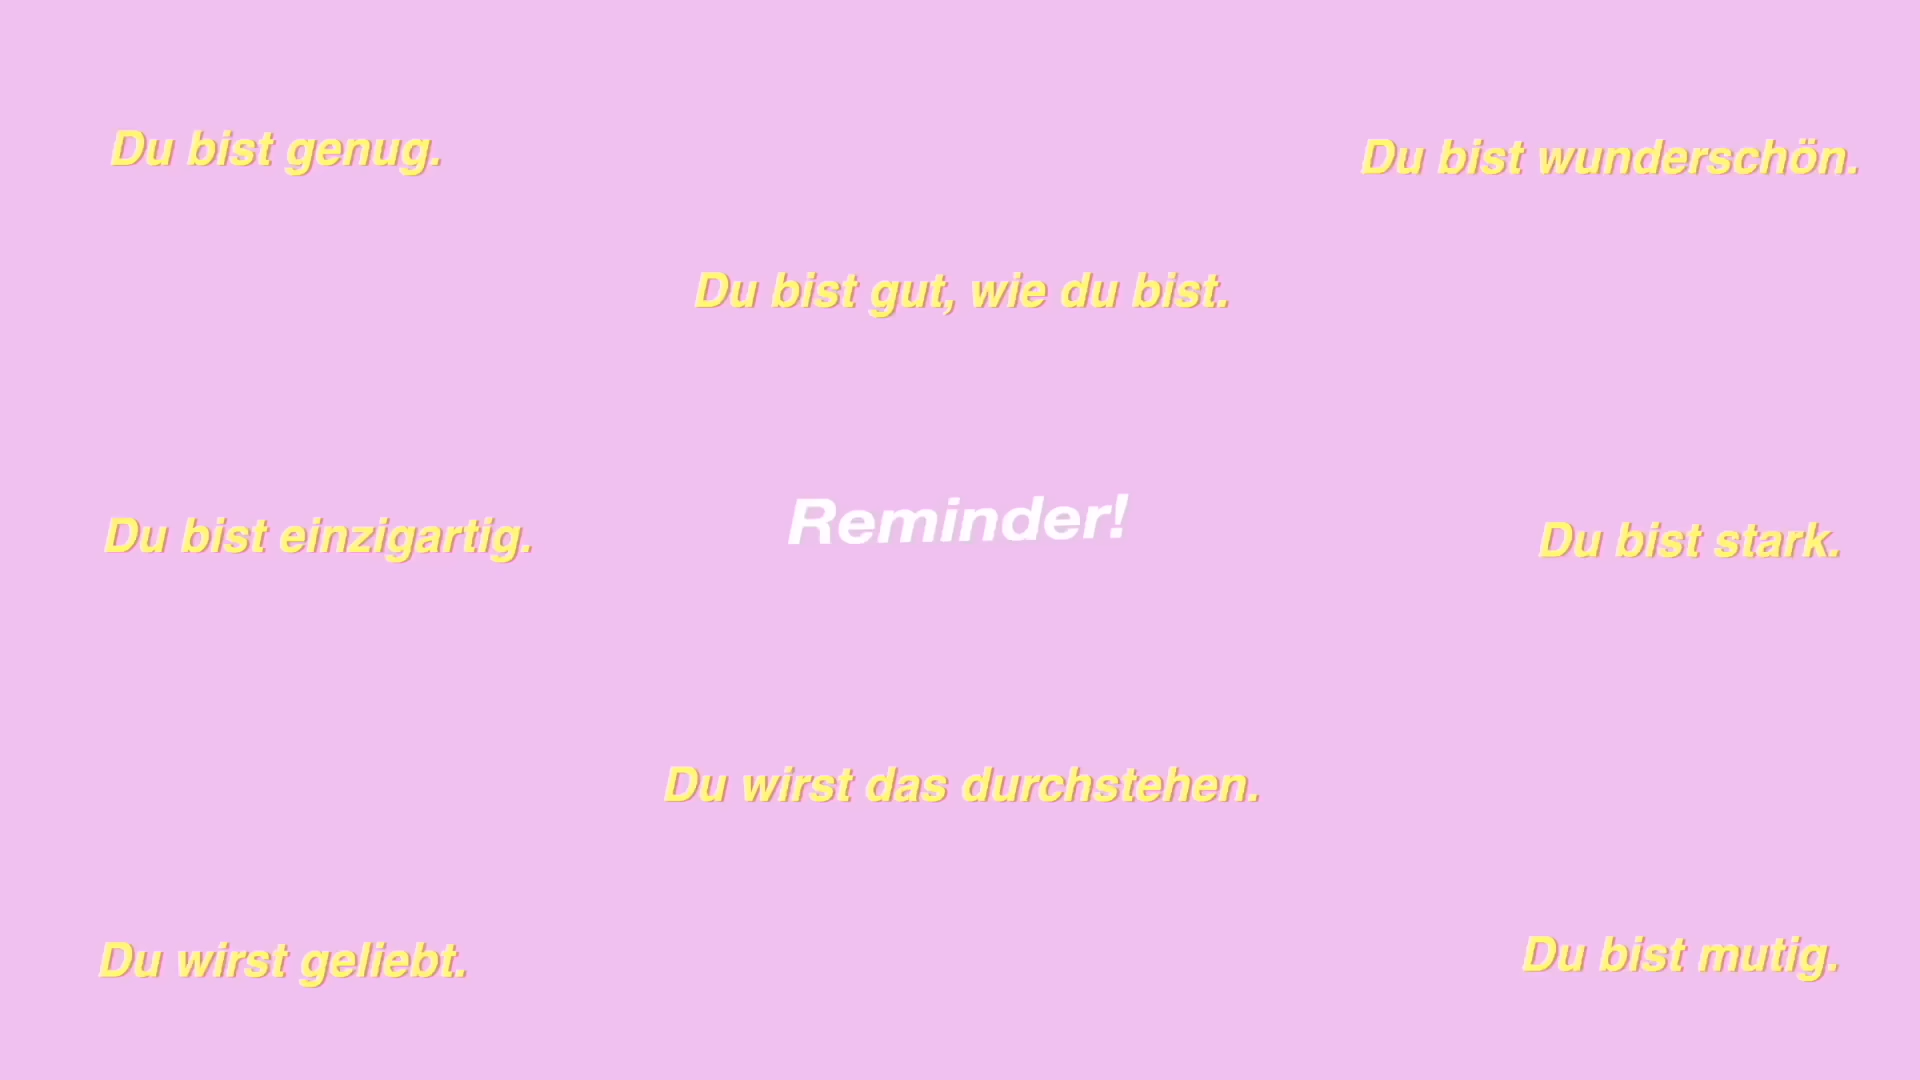 Du bist genug.
Du bist wunderschön.
Du bist gut, wie du bist.
Du bist einzigartig.
Reminder!
Du bist stark.
Du wirst das durchstehen.
Du wirst geliebt.
Du bist mutig.